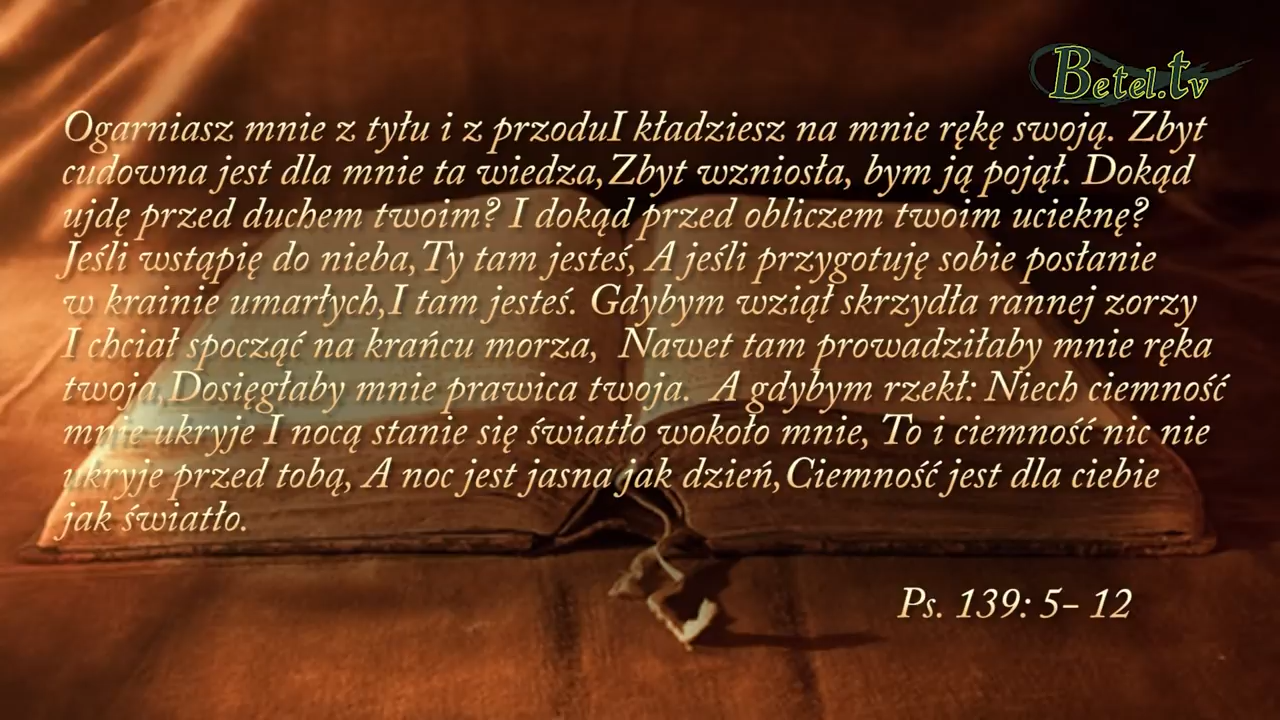 Betel.tv
Ogarniasz mnie z tyłu i z przoduI kładziesz na mnie rękę swoją. Zbyt
cudowna jest dla mnie ta wiedza,Zbyt wzniosła, bym ją pojął. Dokąd
ujdę przed duchem twoim? I dokąd przed obliczem twoim ucieknę?
Jeśli wstąpię do nieba,Ty tam jesteś, A jeśli przygotuję sobie posłanie
w krainie umarłych,I tam jesteś. Gdybym wziął skrzydła rannej zorzy
I chciał spocząć na krańcu morza, Nawet tam prowadziłaby mnie ręka
twoja,Dosięgłaby mnie prawica twoja. A gdybym rzekł: Niech ciemność
mnie ukryje I nocą stanie się światło wokoło mnie, To i ciemność nic nie
ukryje przed tobą, A noc jest jasna jak dzień,Ciemność jest dla ciebie
jak światło.
Ps. 139: 5– 12